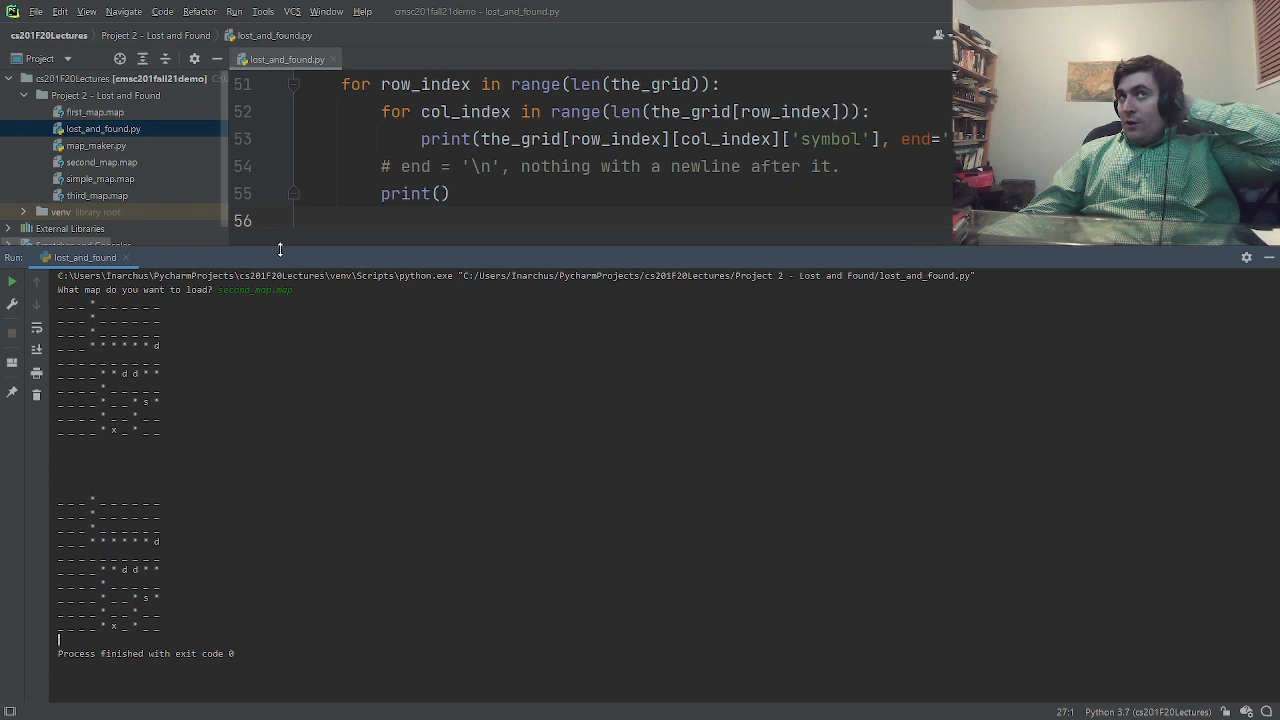 File Edit View Navigate Code Refactor Run Tools VCS Window Help cmsc201fall21demo - lost_and_found.py
cs201F20Lectures Project 2 - Lost and Found lost_and_found.py
Project lost_and_found.py
cs201F20Lectures [cmsc201fall21demo]
Project 2 - Lost and Found
first_map.map
lost_and_found.py
map_maker.py
second_map.map
simple_map.map
third_map.map
venv library root
External Libraries
51 for row_index in range(len(the_grid)):
52 for col_index in range(len(the_grid[row_index])):
53 print(the_grid[row_index][col_index]['symbol'], end='
54 # end = '\n', nothing with a newline after it.
55 print()
56
Run: lost_and_found
C:\Users\Inarchus\PycharmProjects\cs201F20Lectures\venv\Scripts\python.exe "C:/Users/Inarchus/PycharmProjects/cs201F20Lectures/Project 2 - Lost and Found/lost_and_found.py"
What map do you want to load? second_map.map
_ _ _ * _ _ _ _ _ _
_ _ _ * _ _ _ _ _ _
_ _ _ * _ _ _ _ _ _
_ _ _ * * * * * * d
_ _ _ _ _ _ _ _ _ _
_ _ _ _ * * d d * *
_ _ _ _ * _ _ _ _ _
_ _ _ _ * _ _ * s *
_ _ _ _ * _ _ * _ _
_ _ _ _ * x _ * _ _
_ _ _ * _ _ _ _ _ _
_ _ _ * _ _ _ _ _ _
_ _ _ * _ _ _ _ _ _
_ _ _ * * * * * * d
_ _ _ _ _ _ _ _ _ _
_ _ _ _ * * d d * *
_ _ _ _ * _ _ _ _ _
_ _ _ _ * _ _ * s *
_ _ _ _ * _ _ * _ _
_ _ _ _ * x _ * _ _
Process finished with exit code 0
27:1 Python 3.7 (cs201F20Lectures)